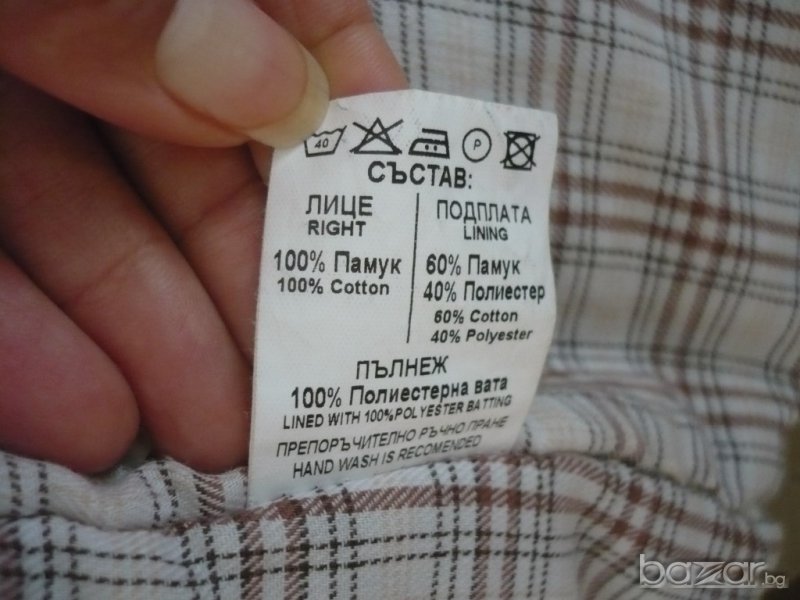 40 P
СЪСТАВ:
ЛИЦЕ
RIGHT
100% Памук
100% Cotton
ПОДПЛАТА
LINING
60% Памук
40% Полиестер
60% Cotton
40% Polyester
ПЪЛНЕЖ
100% Полиестерна вата
LINED WITH 100%POLYESTER BATTING
ПРЕПОРЪЧИТЕЛНО РЪЧНО ПРАНЕ
HAND WASH IS RECOMENDED
bazar.bg